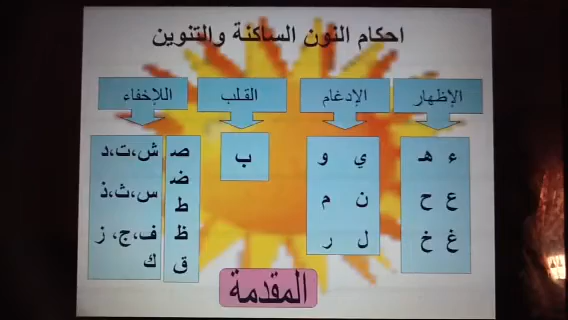 احكام النون الساكنة والتنوين
الإظهار
الإدغام
القلب
اللإخفاء
ء هـ
ع ح
غ خ
ي و
ن م
ل ر
ب
ص
ض
ط
ظ
ق
ش،ت،د
س،ث،ذ
ف،ج، ز
ك
المقدمة